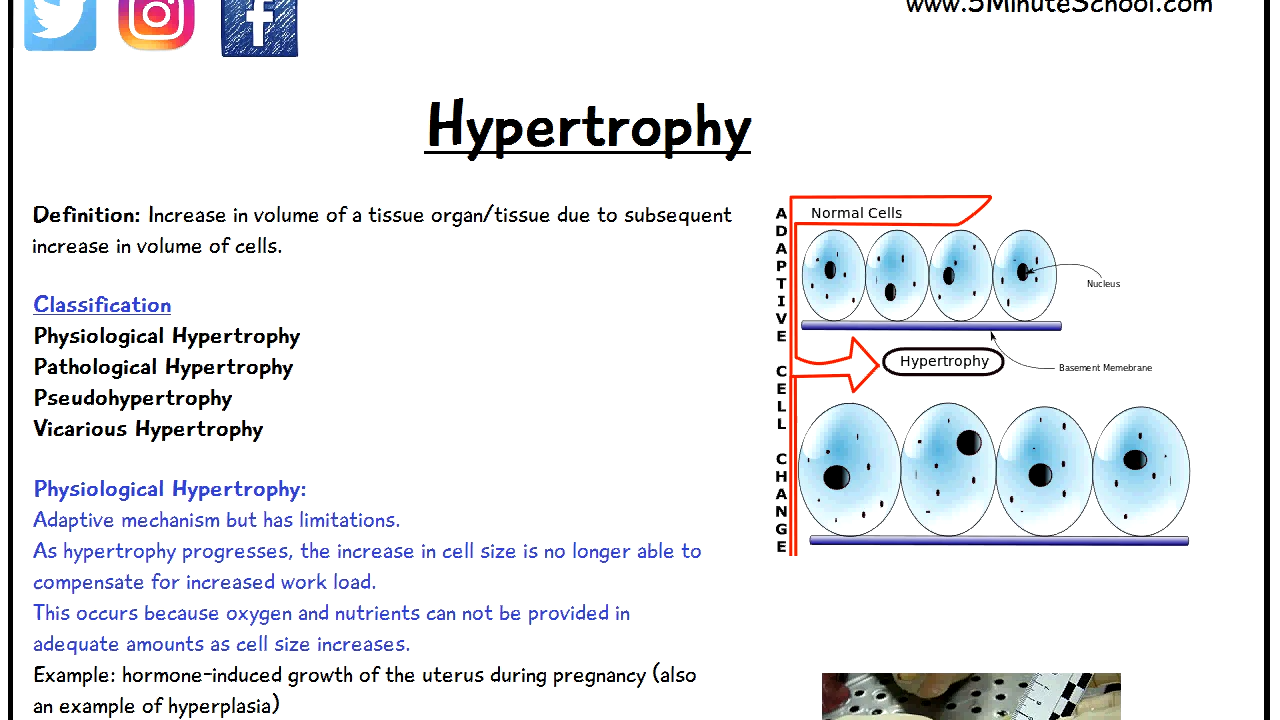 www.5MinuteSchool.com
Hypertrophy
Definition: Increase in volume of a tissue organ/tissue due to subsequent
increase in volume of cells.
Classification
Physiological Hypertrophy
Pathological Hypertrophy
Pseudohypertrophy
Vicarious Hypertrophy
Physiological Hypertrophy:
Adaptive mechanism but has limitations.
As hypertrophy progresses, the increase in cell size is no longer able to
compensate for increased work load.
This occurs because oxygen and nutrients can not be provided in
adequate amounts as cell size increases.
Example: hormone-induced growth of the uterus during pregnancy (also
an example of hyperplasia)
ADAPTIVE CELL CHANGE
Normal Cells
Nucleus
Hypertrophy
Basement Memebrane